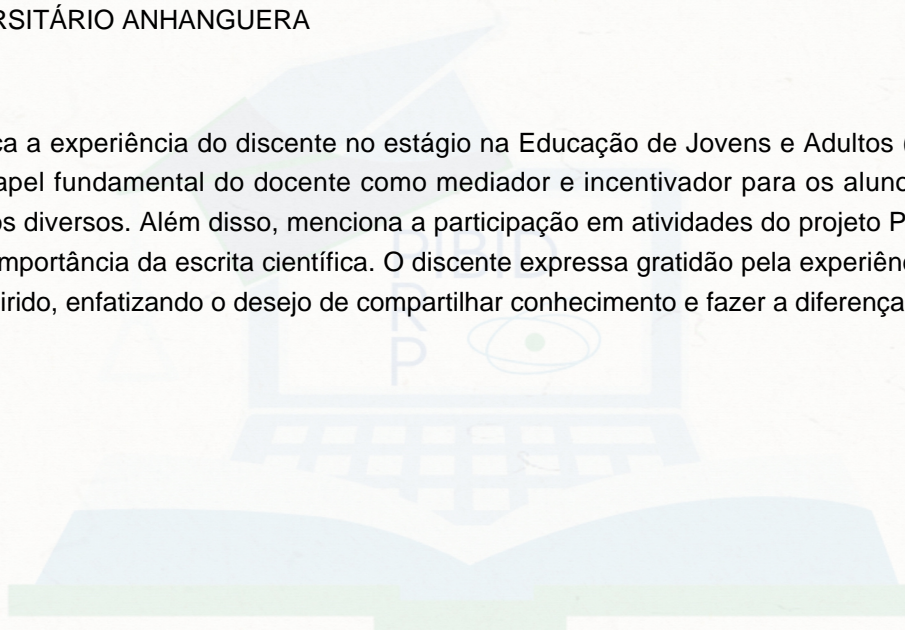 RSITÁRIO ANHANGUERA
ca a experiência do discente no estágio na Educação de Jovens e Adultos (
apel fundamental do docente como mediador e incentivador para os aluno
os diversos. Além disso, menciona a participação em atividades do projeto P
importância da escrita científica. O discente expressa gratidão pela experiên
irido, enfatizando o desejo de compartilhar conhecimento e fazer a diferença
PIBID
R
P